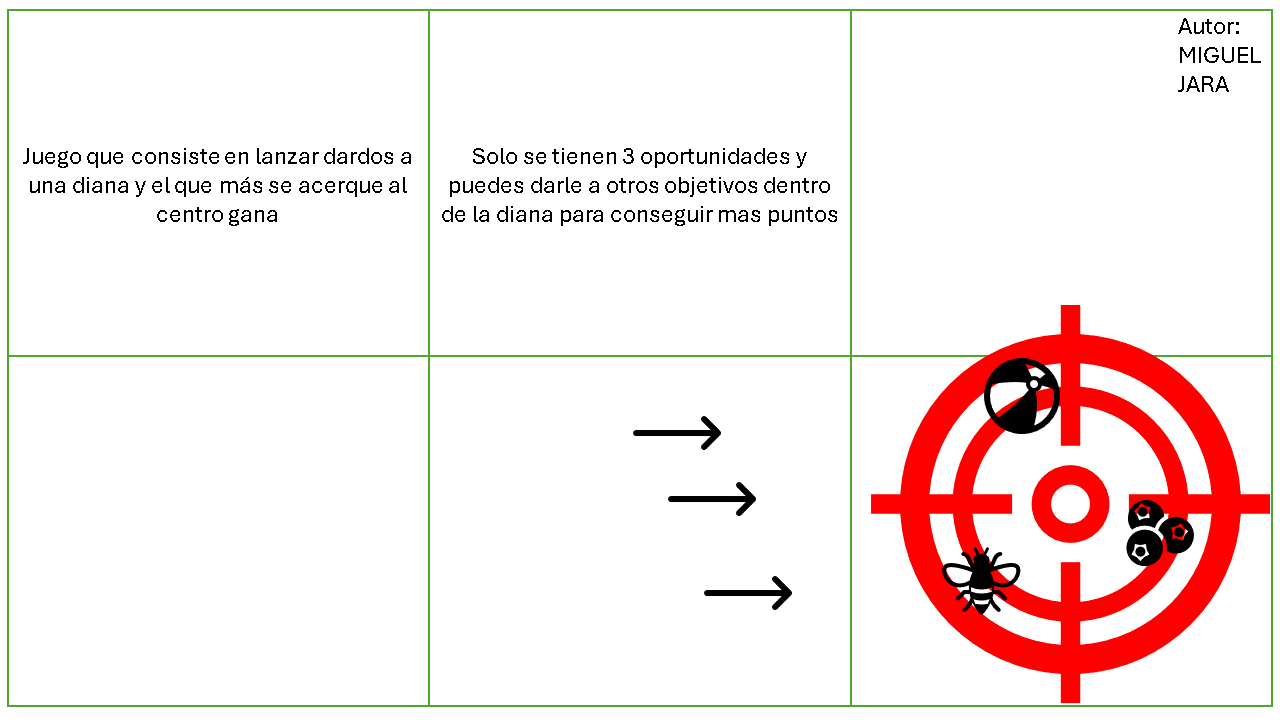 Juego que consiste en lanzar dardos a
una diana y el que más se acerque al
centro gana
Solo se tienen 3 oportunidades y
puedes darle a otros objetivos dentro
de la diana para conseguir mas puntos
Autor:
MIGUEL
JARA